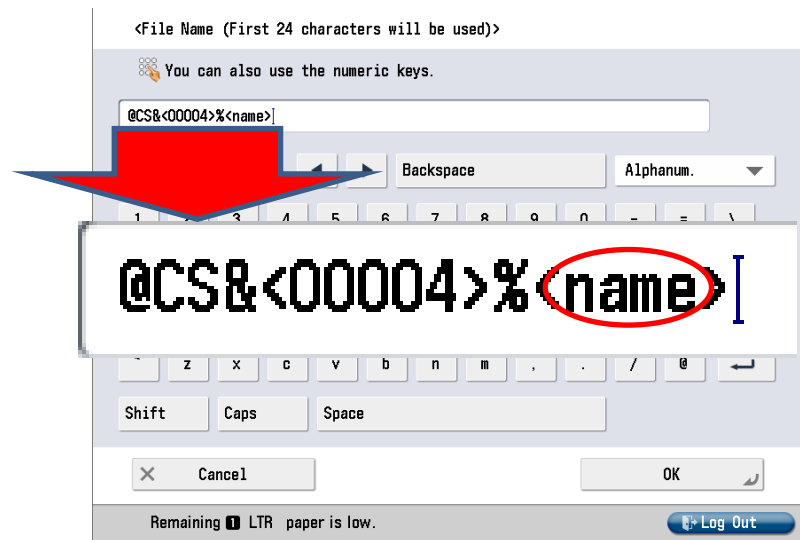 <File Name (First 24 characters will be used)>
You can also use the numeric keys.
@CS&<00004>%<name>
Backspace
Alphanum.
1 2 3 4 5 6 7 8 9 0 - = \
@CS&<00004>%<name>
` z x c v b n m , . / @
Shift Caps Space
Cancel OK
Remaining 1 LTR paper is low.
Log Out